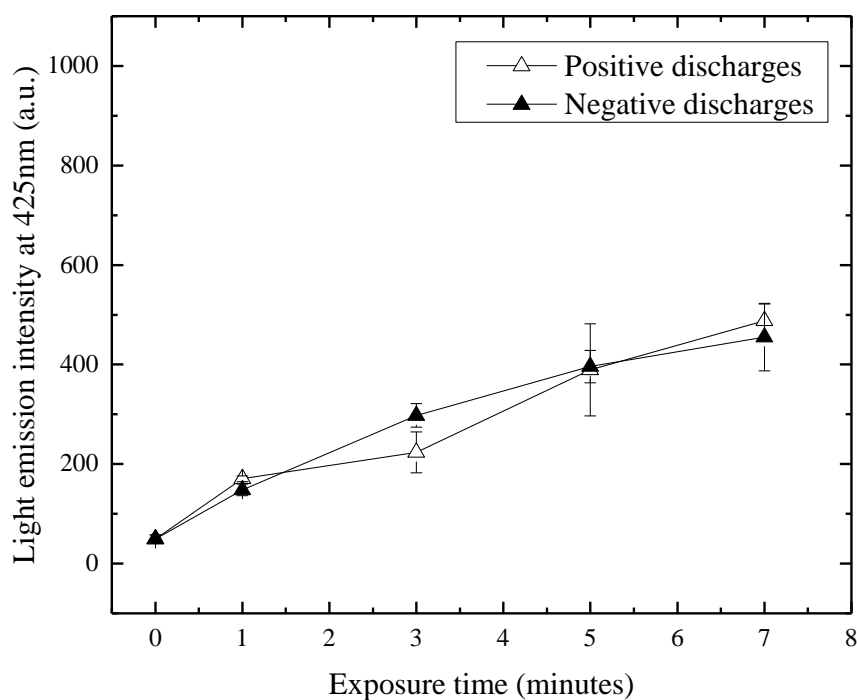 1000
800
600
400
200
0
Light emission intensity at 425nm (a.u.)
Positive discharges
Negative discharges
0 1 2 3 4 5 6 7 8
Exposure time (minutes)